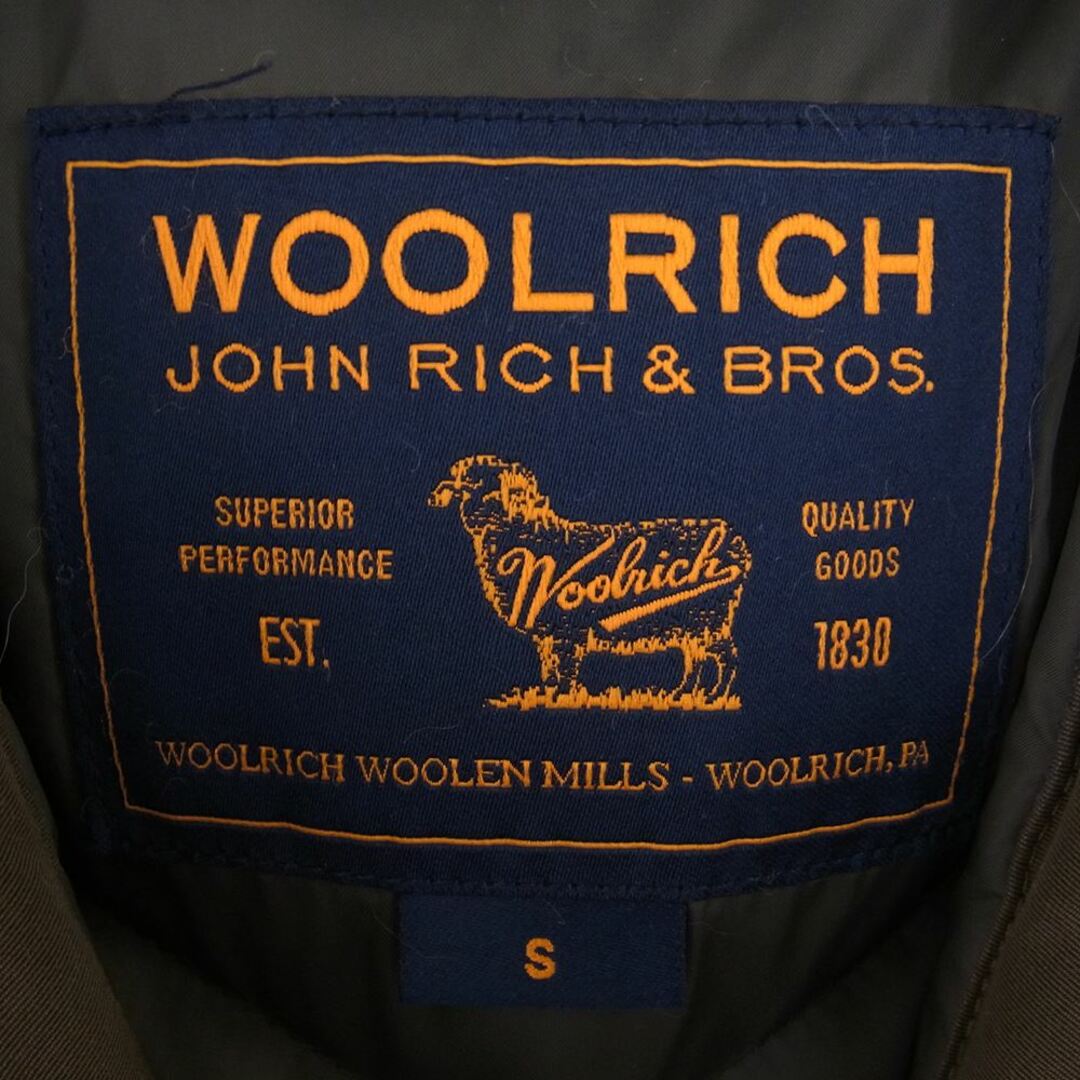 WOOLRICH
JOHN RICH & BROS.
SUPERIOR
PERFORMANCE
EST.
Woolrich
QUALITY
GOODS
1830
WOOLRICH WOOLEN MILLS - WOOLRICH, PA
S